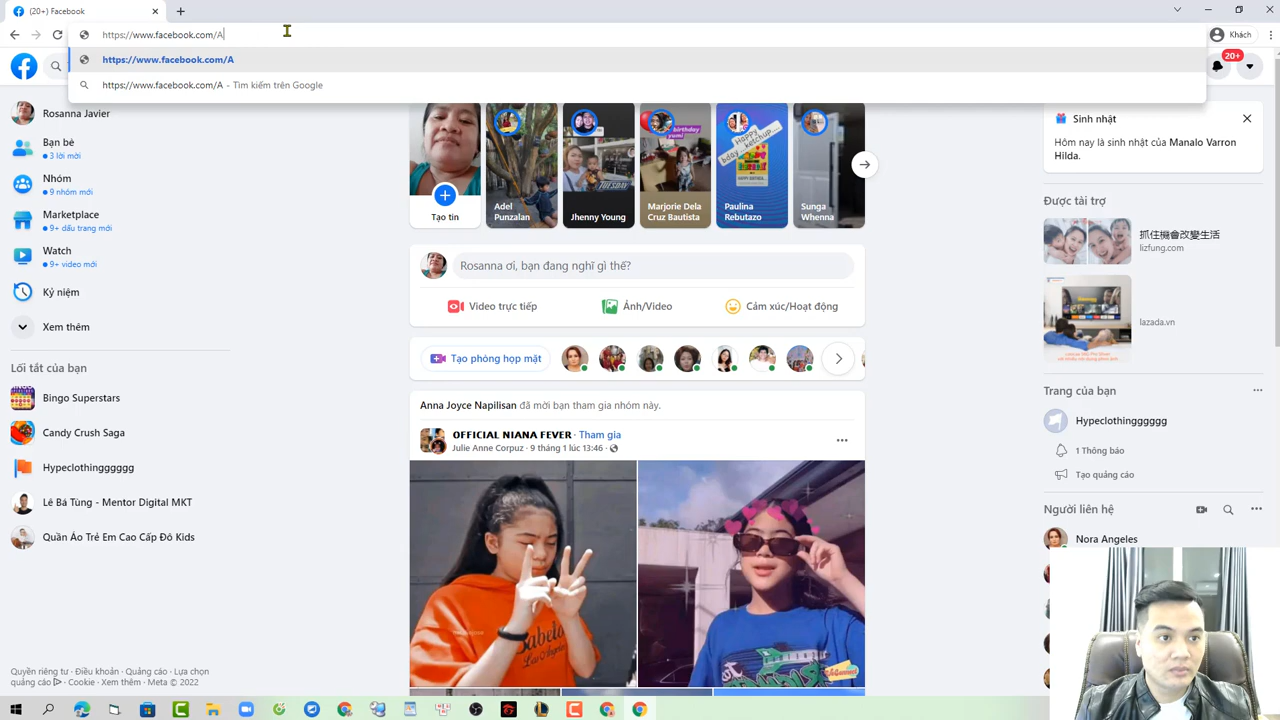 (20+) Facebook
https://www.facebook.com/A
Khách
https://www.facebook.com/A
https://www.facebook.com/A - Tìm kiếm trên Google
20+
Rosanna Javier
Bạn bè
3 lời mời
Nhóm
9 nhóm mới
Marketplace
9+ dấu trang mới
Watch
9+ video mới
Kỷ niệm
Xem thêm
Lối tắt của bạn
Bingo Superstars
Candy Crush Saga
Hypeclothingggggg
Lê Bá Tùng - Mentor Digital MKT
Quần Áo Trẻ Em Cao Cấp Đô Kids
Quyền riêng tư · Điều khoản · Quảng cáo · Lựa chọn
quảng cáo · Cookie · Xem thêm · Meta © 2022
Tạo tin
Adel
Punzalan
TUESDAY
Jhenny Young
birthday
yumi
Marjorie Dela
Cruz Bautista
Happy
bday..ketchup....
Paulina
Rebutazo
Sunga
Whenna
Rosanna ơi, bạn đang nghĩ gì thế?
Video trực tiếp
Ảnh/Video
Cảm xúc/Hoạt động
Tạo phòng họp mặt
Anna Joyce Napilisan đã mời bạn tham gia nhóm này.
OFFICIAL NIANA FEVER · Tham gia
Julie Anne Corpuz · 9 tháng 1 lúc 13:46 ·
Sinh nhật
Hôm nay là sinh nhật của Manalo Varron
Hilda.
Được tài trợ
抓住機會改變生活
lizfung.com
lazada.vn
Trang của bạn
Hypeclothingggggg
1 Thông báo
Tạo quảng cáo
Người liên hệ
Nora Angeles